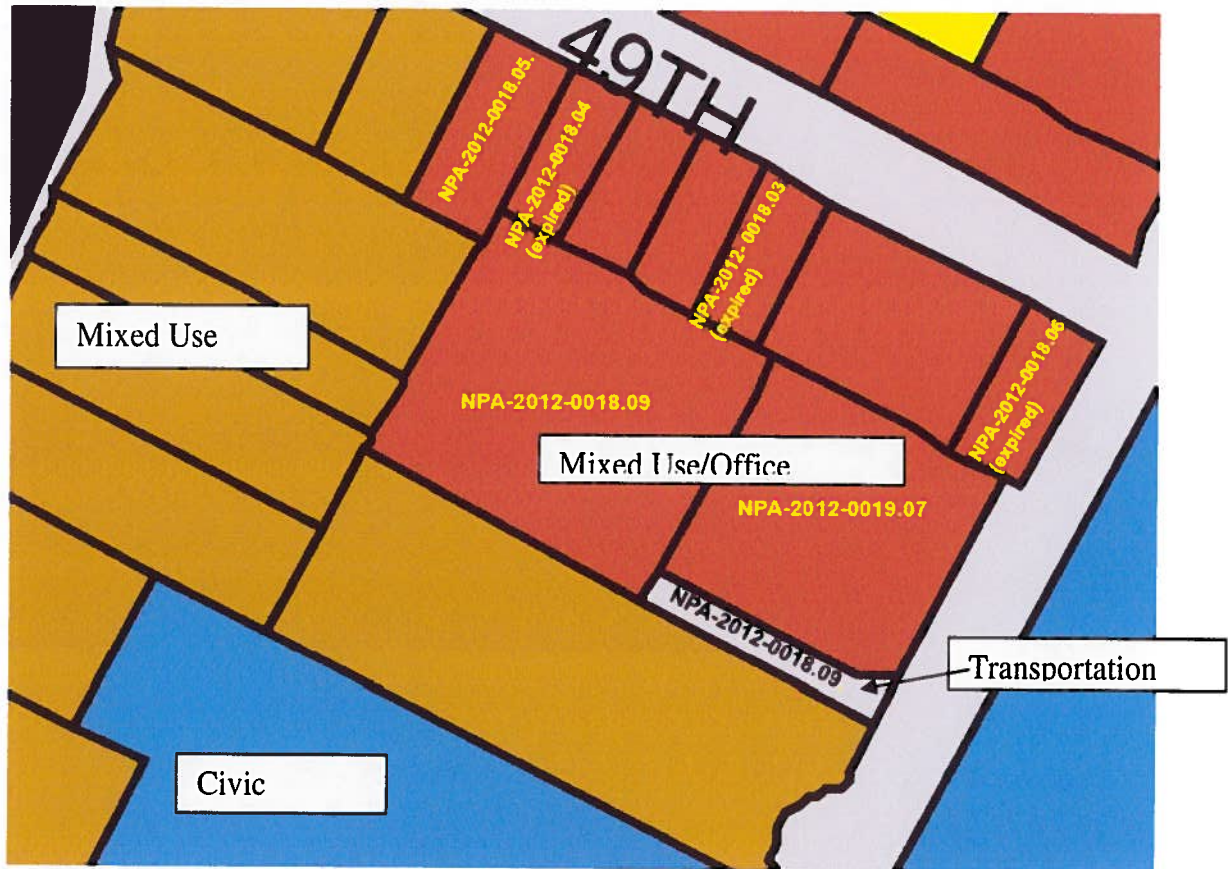 49TH
NPA-2012-0018.05.
NPA-2012-0018.04
(expired)
NPA-2012- 0018.03
(expired)
NPA-2012-0018.06
(expired)
Mixed Use
NPA-2012-0018.09
Mixed Use/Office
NPA-2012-0019.07
NPA-2012-0018.09
Transportation
Civic